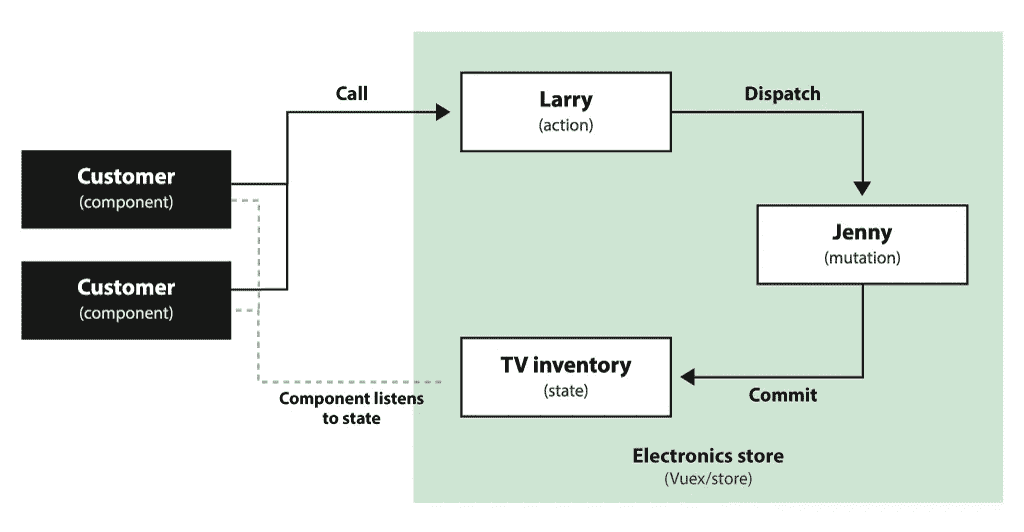 Call
Larry
(action)
Dispatch
Customer
(component)
Jenny
(mutation)
Customer
(component)
TV inventory
(state)
Component listens
to state
Commit
Electronics store
(Vuex/store)